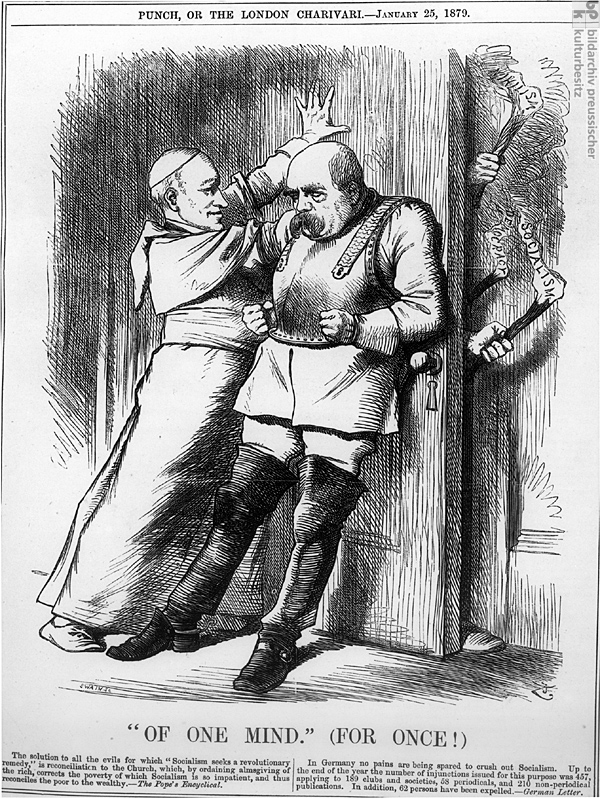 PUNCH, OR THE LONDON CHARIVARI.—JANUARY 25, 1879.
bpk
bildarchiv preussischer
kulturbesitz
SOCIALISM
SOCIALISM
SWAIN SC
"OF ONE MIND." (FOR ONCE!)
The solution to all the evils for which "Socialism seeks a revolutionary
remedy," is reconciliation to the Church, which, by ordaining almsgiving of
the rich, corrects the poverty of which Socialism is so impatient, and thus
reconciles the poor to the wealthy.—The Pope's Encyclical.
In Germany no pains are being spared to crush out Socialism. Up to
the end of the year the number of injunctions issued for this purpose was 457,
applying to 189 clubs and societies, 58 periodicals, and 210 non-periodical
publications. In addition, 62 persons have been expelled.—German Letter.